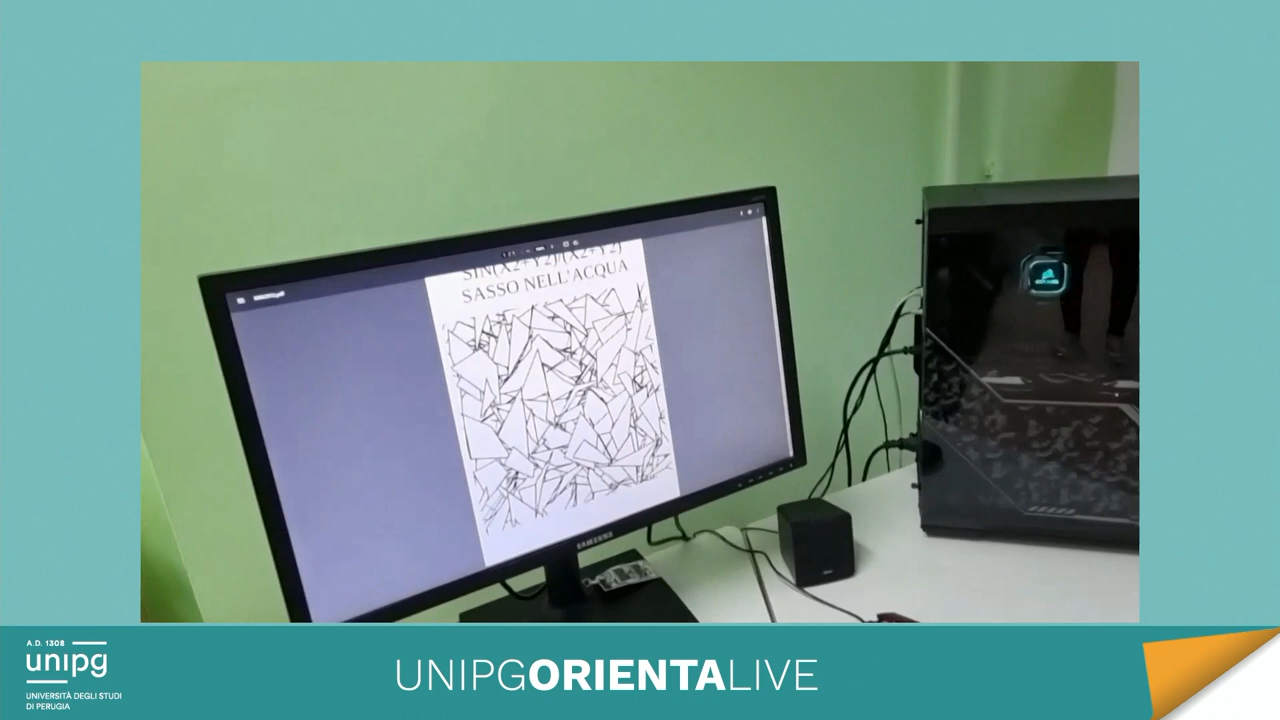 SIN(X2+Y2)/(X2+Y2)
SASSO NELL'ACQUA
SAMSUNG
A.D. 1308
unipg
UNIVERSITÀ DEGLI STUDI
DI PERUGIA
UNIPGORIENTALIVE